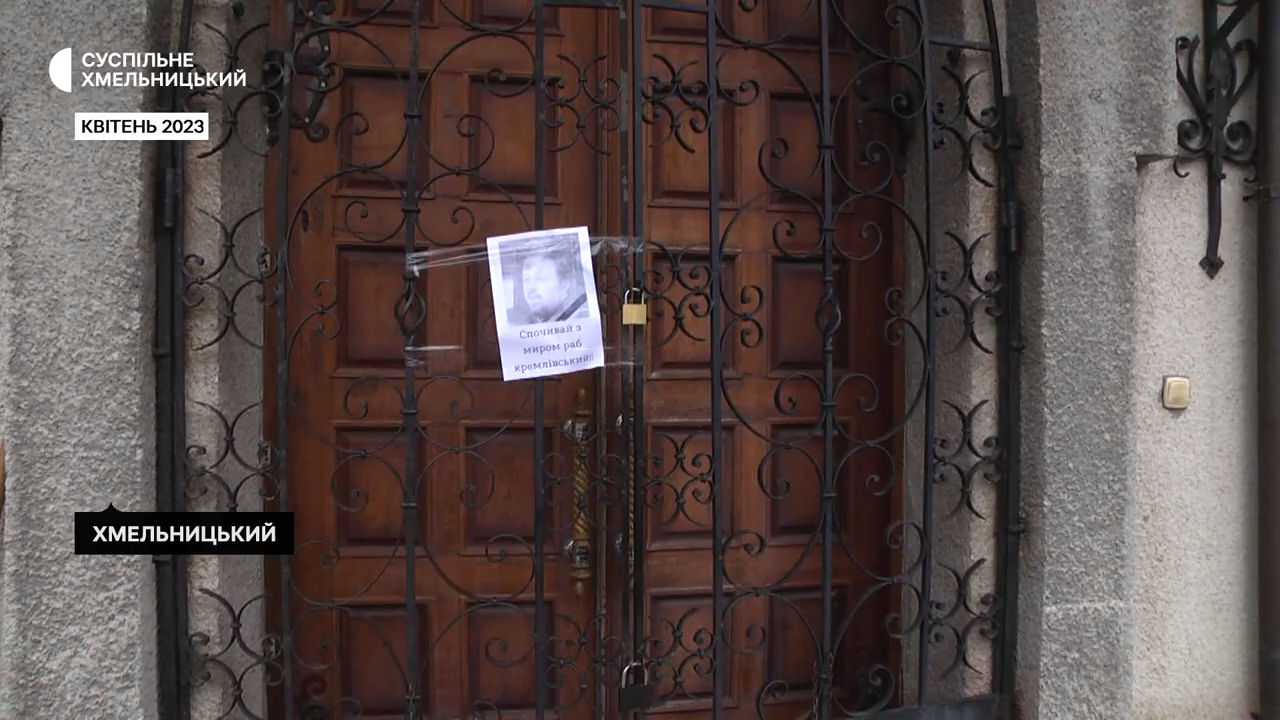 СУСПІЛЬНЕ
ХМЕЛЬНИЦЬКИЙ
КВІТЕНЬ 2023
Спочивай з
миром раб
кремлівський!!
ХМЕЛЬНИЦЬКИЙ